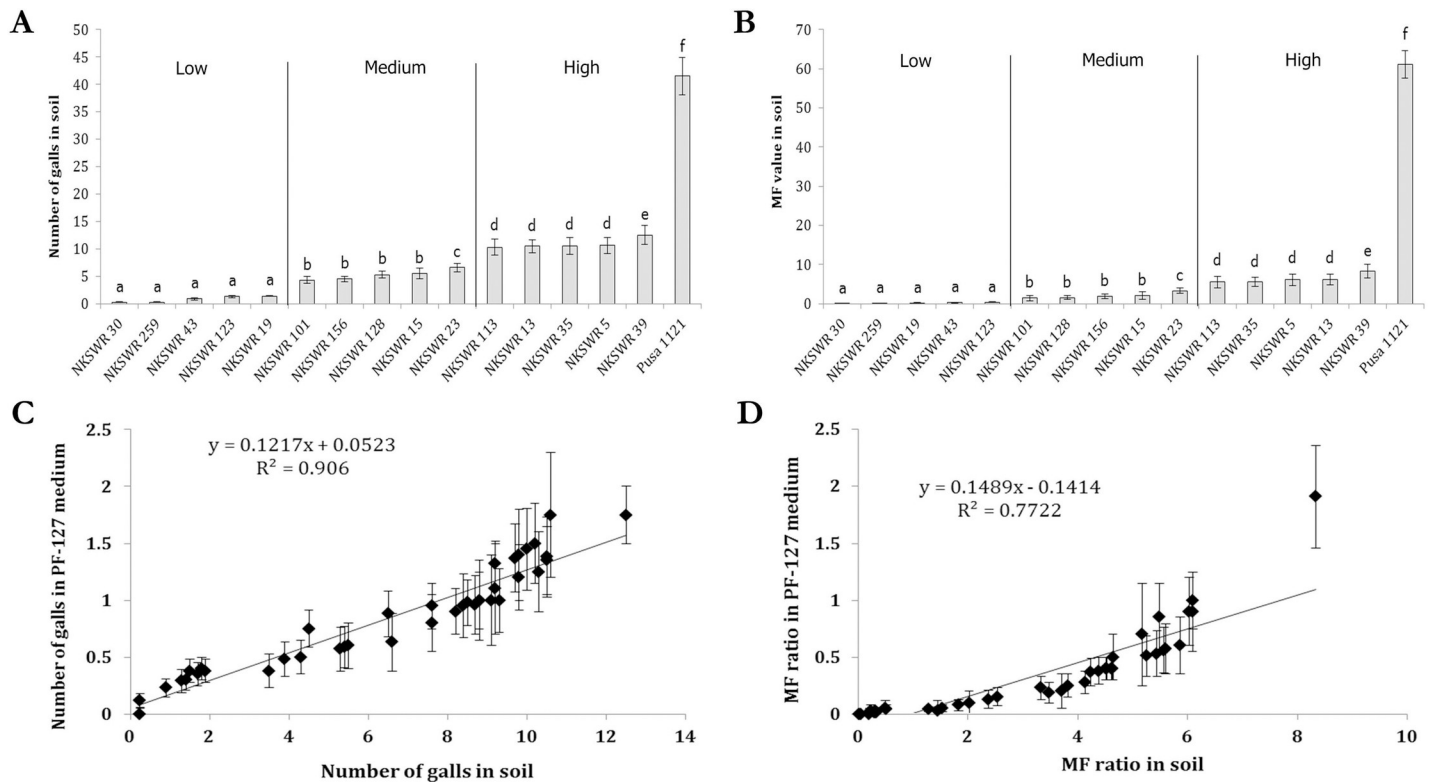 A
Number of galls in soil
50
45
40
35
30
25
20
15
10
5
0
Low
Medium
High
a
a
a
a
a
b
b
b
b
c
d
d
d
d
e
f
NKSWR 30
NKSWR 259
NKSWR 43
NKSWR 123
NKSWR 19
NKSWR 101
NKSWR 156
NKSWR 128
NKSWR 15
NKSWR 23
NKSWR 113
NKSWR 13
NKSWR 35
NKSWR 5
NKSWR 39
Pusa 1121
B
MF value in soil
70
60
50
40
30
20
10
0
Low
Medium
High
a
a
a
a
a
b
b
b
b
c
d
d
d
d
e
f
NKSWR 30
NKSWR 259
NKSWR 19
NKSWR 43
NKSWR 123
NKSWR 101
NKSWR 128
NKSWR 156
NKSWR 15
NKSWR 23
NKSWR 113
NKSWR 35
NKSWR 5
NKSWR 13
NKSWR 39
Pusa 1121
C
Number of galls in PF-127 medium
2.5
2
1.5
1
0.5
0
y = 0.1217x + 0.0523
R² = 0.906
0 2 4 6 8 10 12 14
Number of galls in soil
D
MF ratio in PF-127 medium
2.5
2
1.5
1
0.5
0
y = 0.1489x - 0.1414
R² = 0.7722
0 2 4 6 8 10
MF ratio in soil